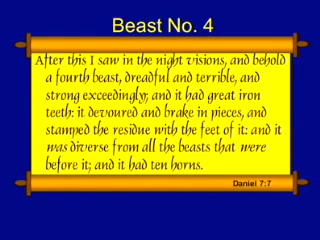 Beast No. 4
After this I saw in the night visions, and behold
a fourth beast, dreadful and terrible, and
strong exceedingly; and it had great iron
teeth: it devoured and brake in pieces, and
stamped the residue with the feet of it: and it
was diverse from all the beasts that were
before it; and it had ten horns.
Daniel 7:7